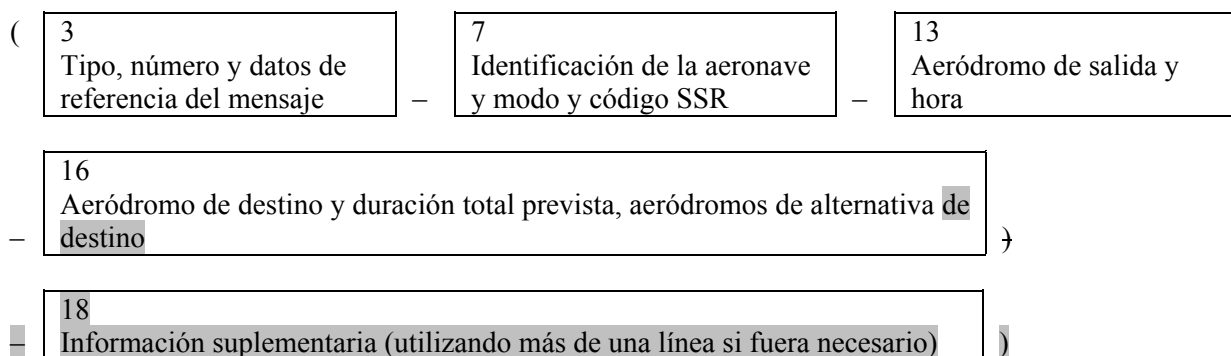 ( 3 7 13
Tipo, número y datos de Identificación de la aeronave Aeródromo de salida y
referencia del mensaje – y modo y código SSR – hora
16
Aeródromo de destino y duración total prevista, aeródromos de alternativa de
– destino )
18
– Información suplementaria (utilizando más de una línea si fuera necesario) )